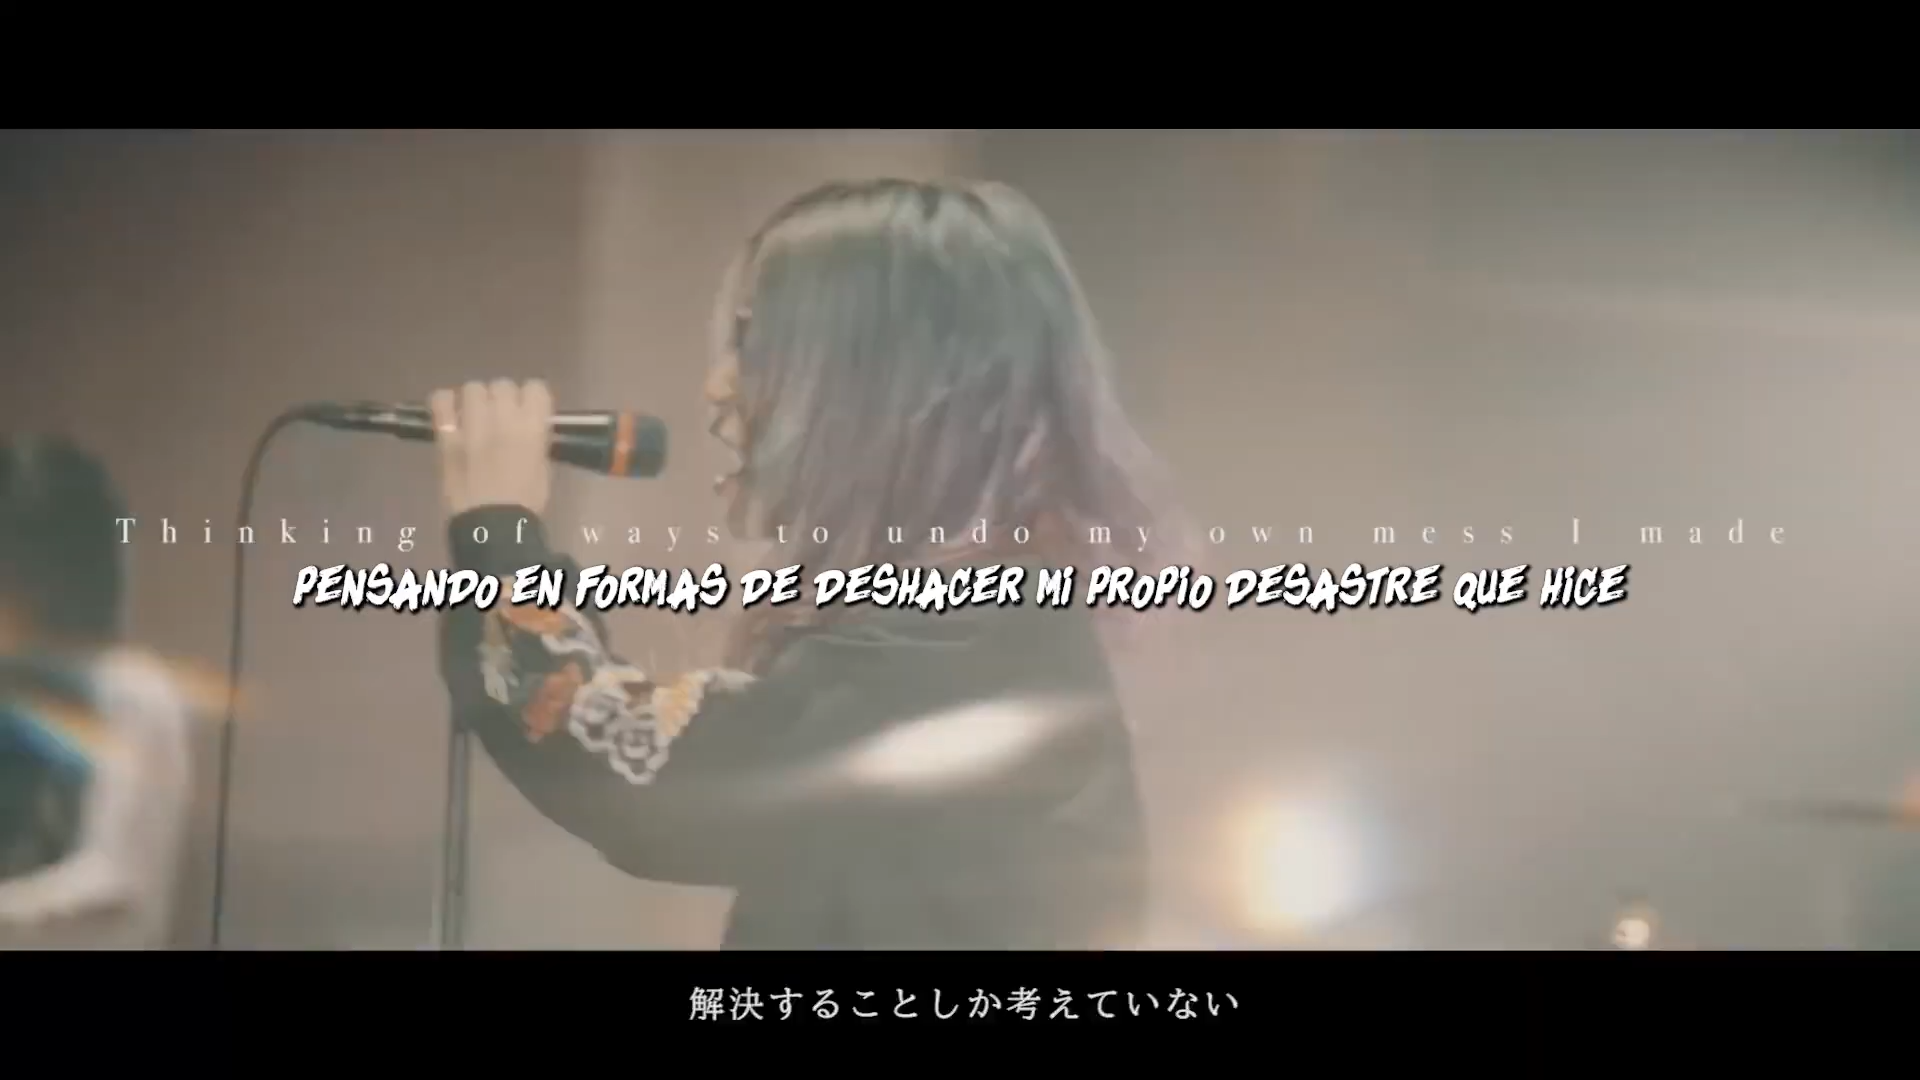 Thinking of ways to undo my own mess I made
PENSANDO EN FORMAS DE DESHACER Mi PROPiO DESASTRE QUE HiCE
解決することしか考えていない